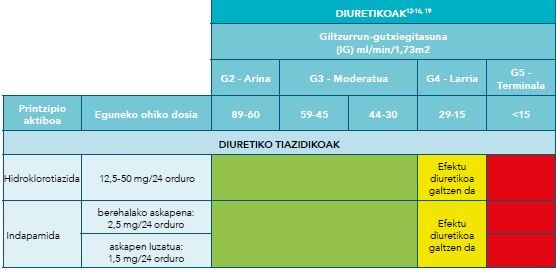 DIURETIKOAK12-16, 19
Giltzurrun-gutxiegitasuna
(IG) ml/min/1,73m2
G2 - Arina
G3 - Moderatua
G4 - Larria
G5 -
Terminala
Printzipio
aktiboa
Eguneko ohiko dosia
89-60
59-45
44-30
29-15
<15
DIURETIKO TIAZIDIKOAK
Hidroklorotiazida
12,5-50 mg/24 orduro
Efektu
diuretikoa
galtzen da
Indapamida
berehalako askapena:
2,5 mg/24 orduro
askapen luzatua:
1,5 mg/24 orduro
Efektu
diuretikoa
galtzen da